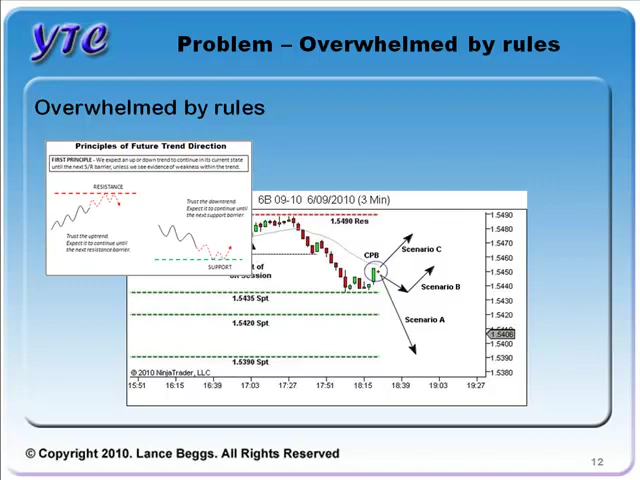 YTC
Problem – Overwhelmed by rules
Overwhelmed by rules
Principles of Future Trend Direction
FIRST PRINCIPLE - We expect an up or down trend to continue in its current state
until the next S/R barrier, unless we see evidence of weakness within the trend.
RESISTANCE
Trust the uptrend.
Expect it to continue until
the next resistance barrier.
Trust the downtrend.
Expect it to continue until
the next support barrier.
SUPPORT
6B 09-10 6/09/2010 (3 Min)
1.5490 Res
CPB
Scenario C
Scenario B
Scenario A
t of
Session
1.5435 Spt
1.5420 Spt
1.5390 Spt
1.5490
1.5480
1.5470
1.5460
1.5450
1.5440
1.5430
1.5420
1.5406
1.5400
1.5390
1.5380
© 2010 NinjaTrader, LLC
15:51 16:15 16:39 17:03 17:27 17:51 18:15 18:39 19:03 19:27
© Copyright 2010. Lance Beggs. All Rights Reserved
12